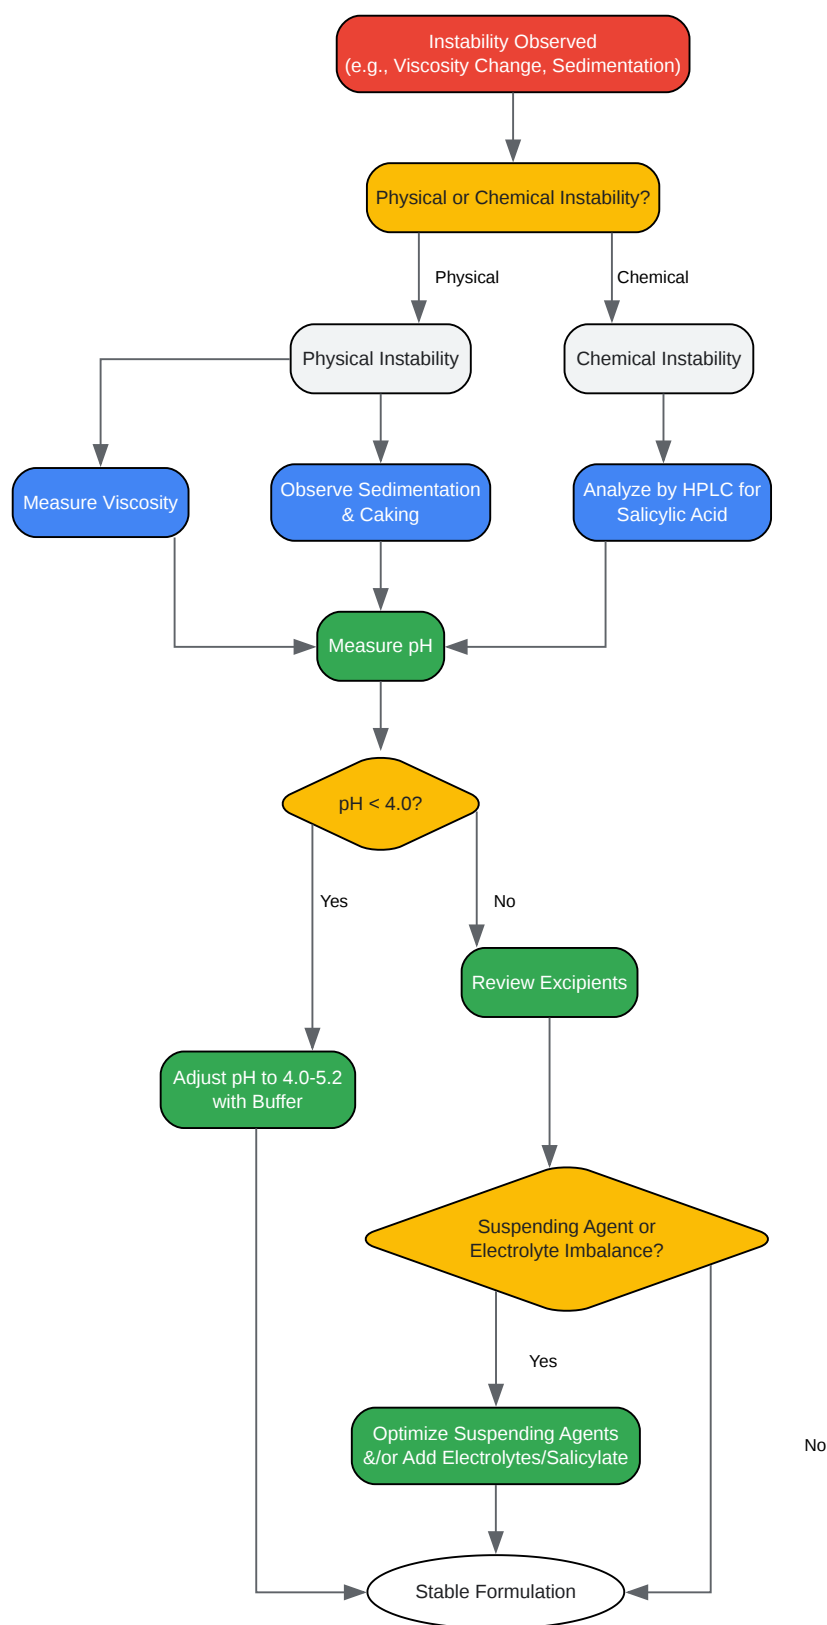 Instability Observed
(e.g., Viscosity Change, Sedimentation)
Physical or Chemical Instability?
Physical
Chemical
Physical Instability
Chemical Instability
Measure Viscosity
Observe Sedimentation
& Caking
Analyze by HPLC for
Salicylic Acid
Measure pH
pH < 4.0?
Yes
No
Review Excipients
Adjust pH to 4.0-5.2
with Buffer
Suspending Agent or
Electrolyte Imbalance?
Yes
No
Optimize Suspending Agents
&/or Add Electrolytes/Salicylate
Stable Formulation